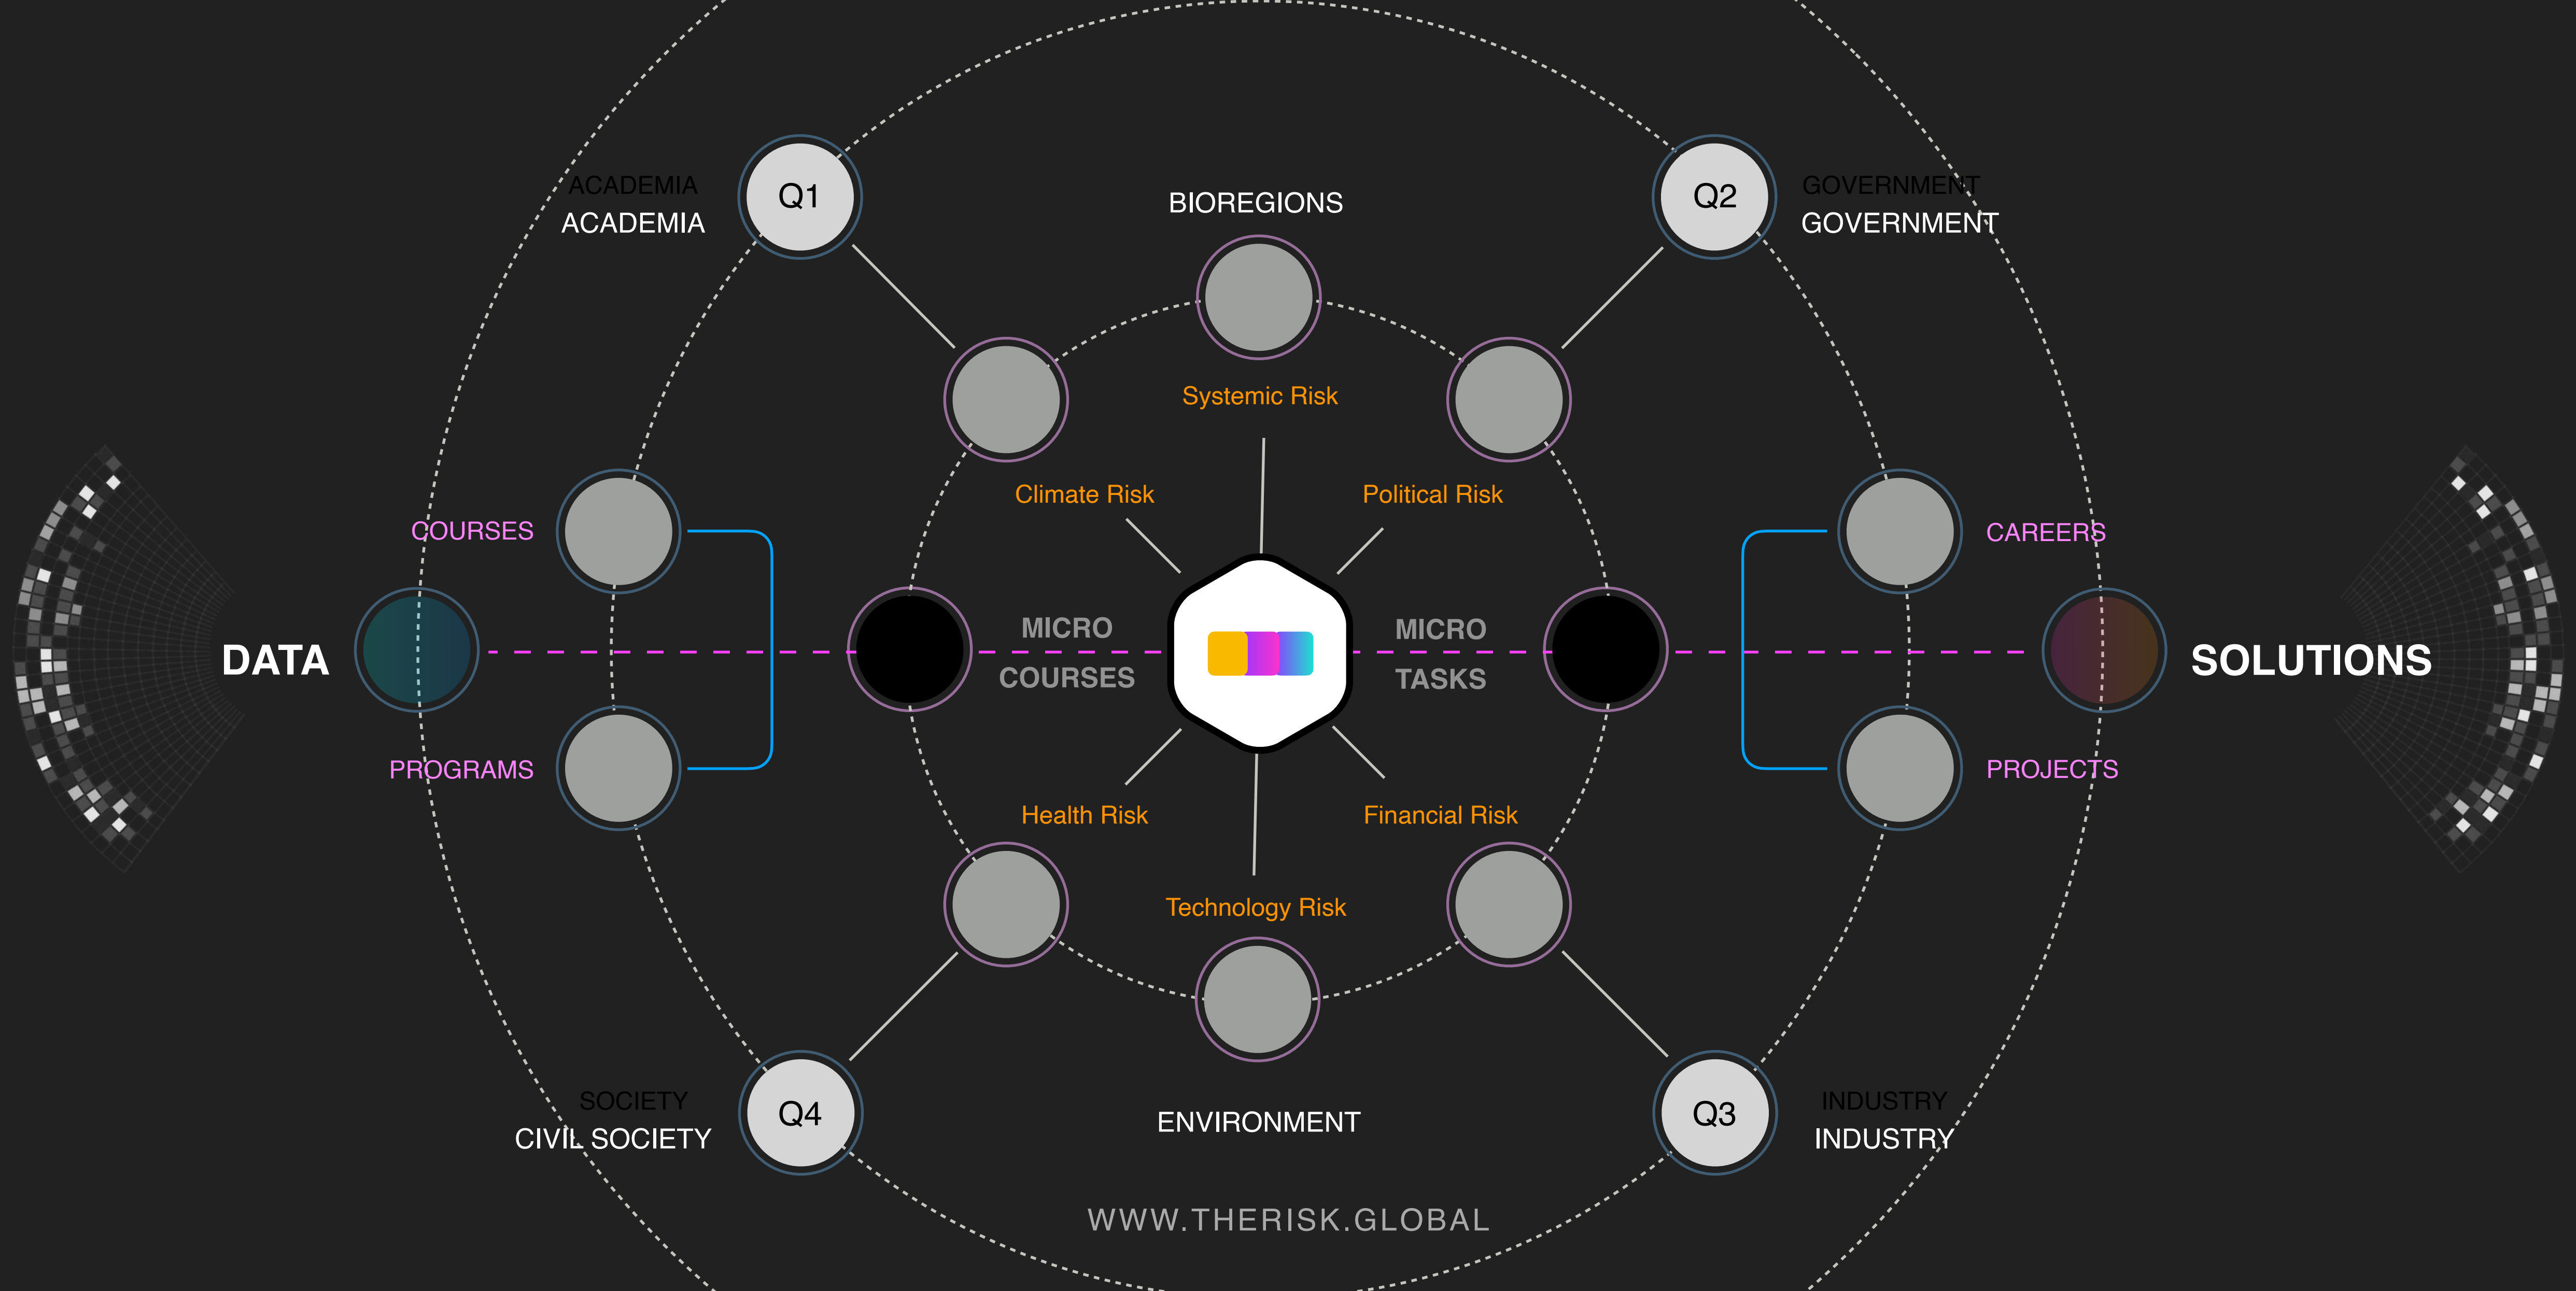 ACADEMIA
ACADEMIA
Q1
BIOREGIONS
Q2
GOVERNMENT
GOVERNMENT
Systemic Risk
Climate Risk
Political Risk
COURSES
CAREERS
DATA
MICRO
COURSES
MICRO
TASKS
SOLUTIONS
PROGRAMS
PROJECTS
Health Risk
Financial Risk
Technology Risk
SOCIETY
CIVIL SOCIETY
Q4
ENVIRONMENT
Q3
INDUSTRY
INDUSTRY
WWW.THERISK.GLOBAL